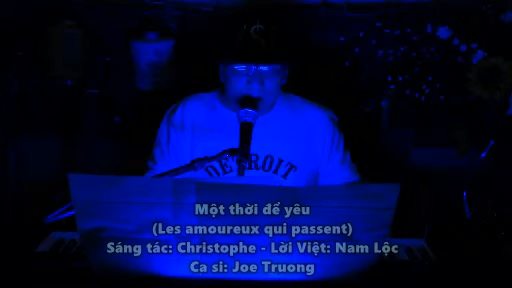 DETROIT
Một thời để yêu
(Les amoureux qui passent)
Sáng tác: Christophe - Lời Việt: Nam Lộc
Ca sĩ: Joe Truong